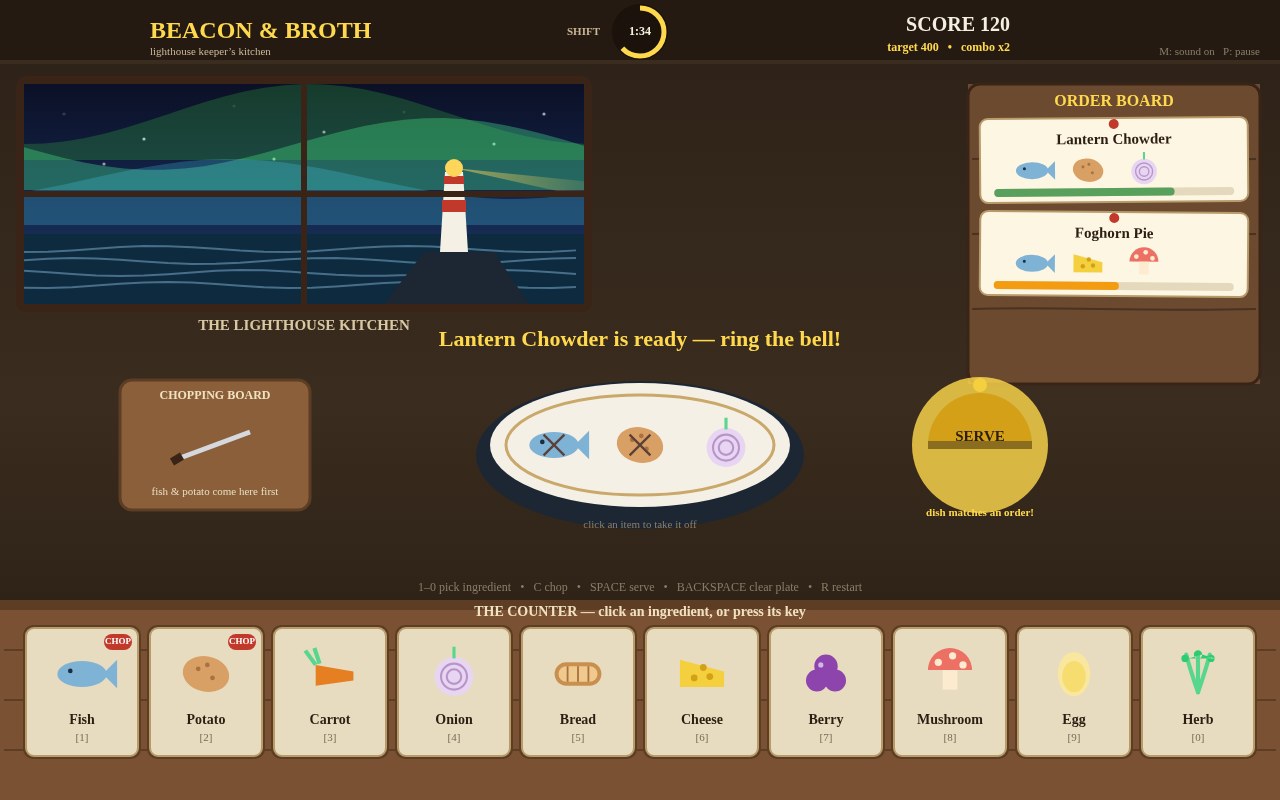 BEACON & BROTH
lighthouse keeper's kitchen
SHIFT
1:34
SCORE 120
target 400 • combo x2
M: sound on P: pause
ORDER BOARD
Lantern Chowder
Foghorn Pie
THE LIGHTHOUSE KITCHEN
Lantern Chowder is ready — ring the bell!
CHOPPING BOARD
fish & potato come here first
click an item to take it off
SERVE
dish matches an order!
1–0 pick ingredient • C chop • SPACE serve • BACKSPACE clear plate • R restart
THE COUNTER — click an ingredient, or press its key
CHOP
Fish
[1]
CHOP
Potato
[2]
Carrot
[3]
Onion
[4]
Bread
[5]
Cheese
[6]
Berry
[7]
Mushroom
[8]
Egg
[9]
Herb
[0]